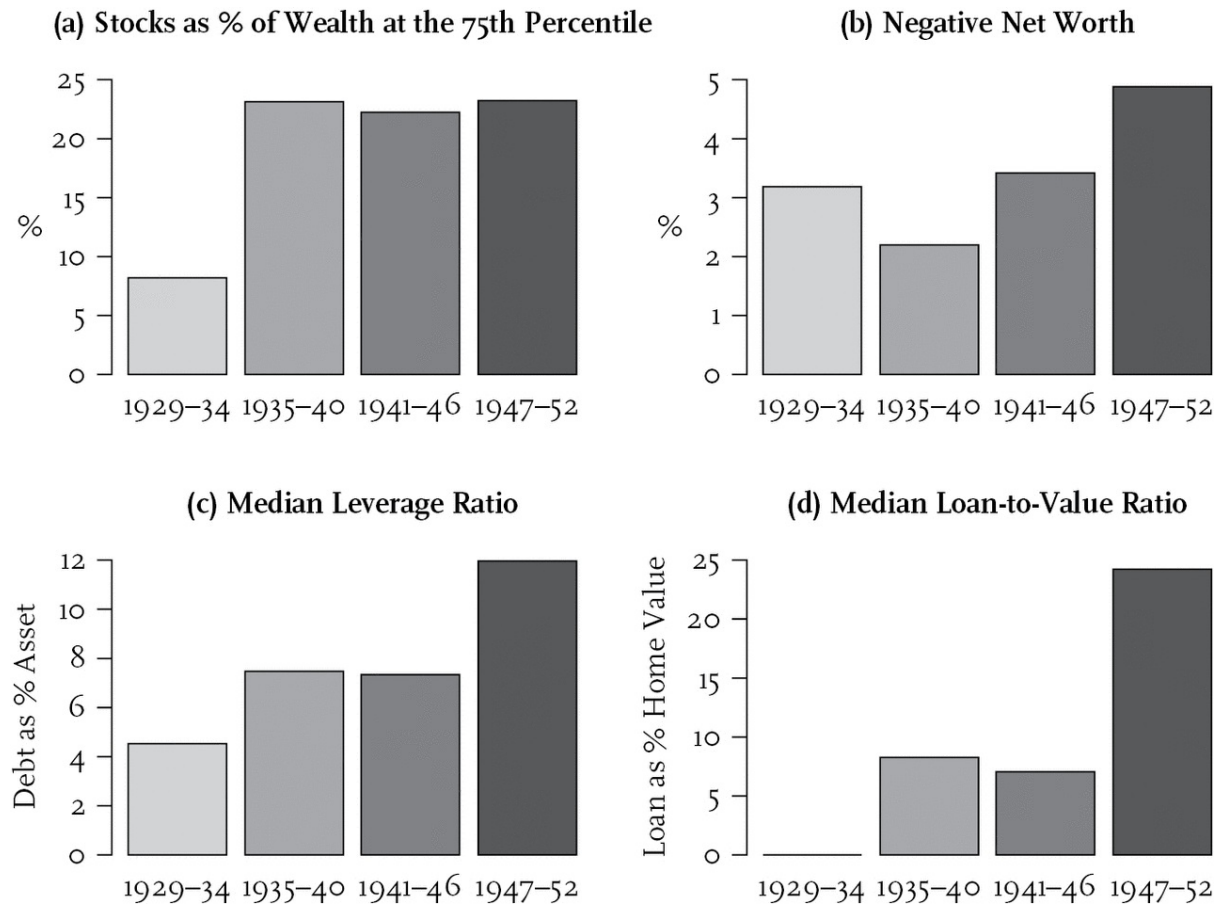 (a) Stocks as % of Wealth at the 75th Percentile
25
20
15
10
5
0
%
1929–34 1935–40 1941–46 1947–52
(b) Negative Net Worth
5
4
3
2
1
0
%
1929–34 1935–40 1941–46 1947–52
(c) Median Leverage Ratio
12
10
8
6
4
2
0
Debt as % Asset
1929–34 1935–40 1941–46 1947–52
(d) Median Loan-to-Value Ratio
25
20
15
10
5
0
Loan as % Home Value
1929–34 1935–40 1941–46 1947–52